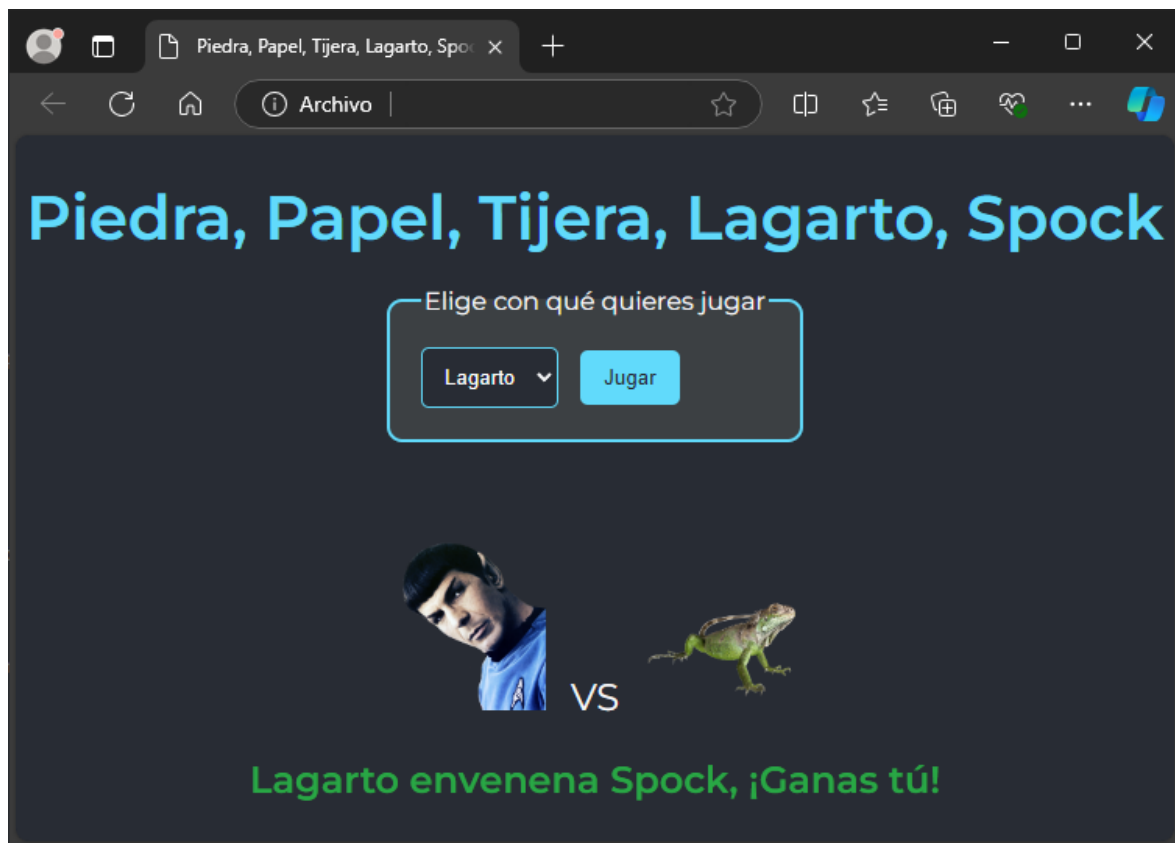 Piedra, Papel, Tijera, Lagarto, Spoc
Archivo
Piedra, Papel, Tijera, Lagarto, Spock
Elige con qué quieres jugar
Lagarto
Jugar
VS
Lagarto envenena Spock, ¡Ganas tú!